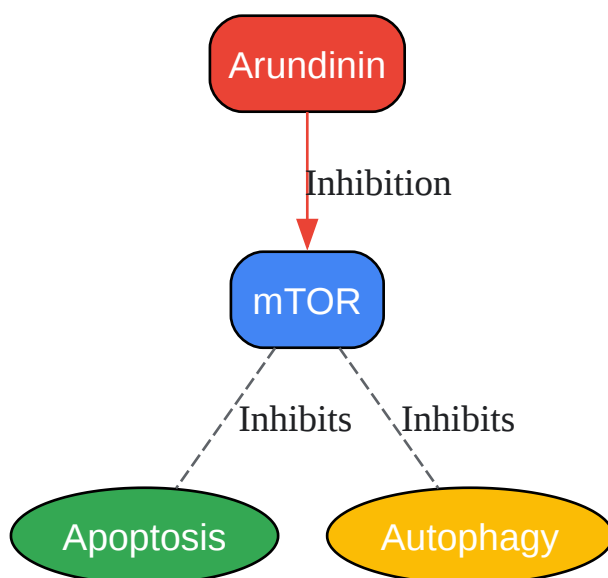 Arundinin
Inhibition
mTOR
Inhibits
Inhibits
Apoptosis
Autophagy